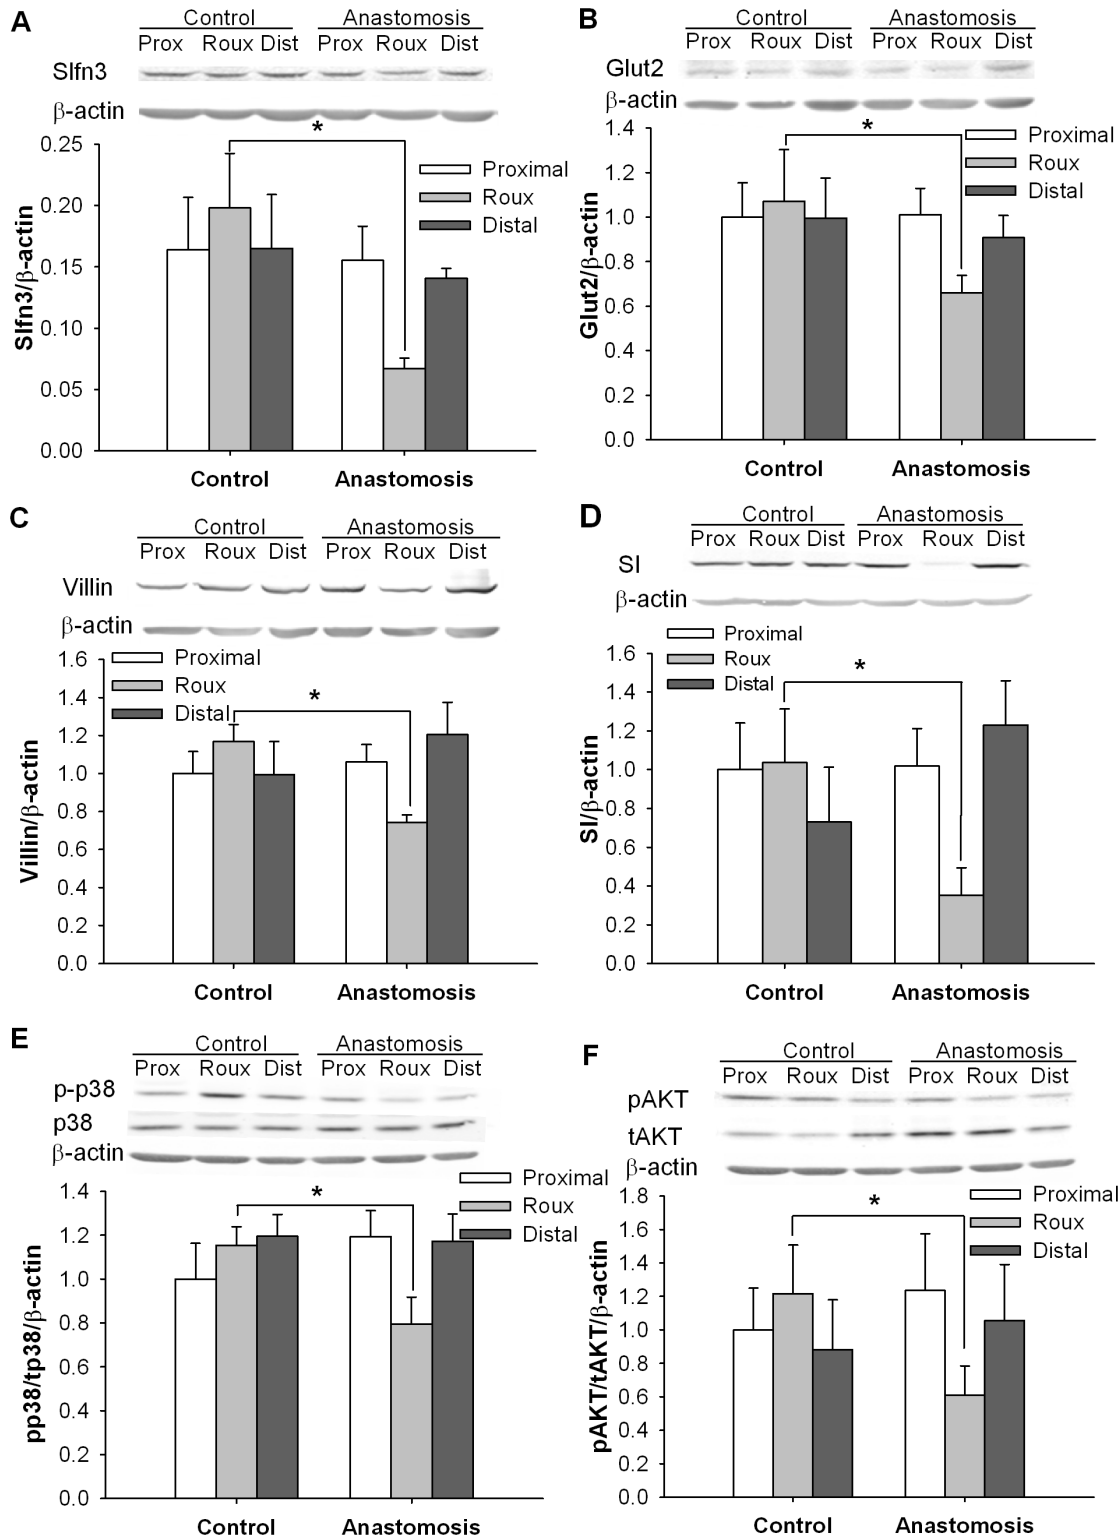 A
Control Anastomosis
Prox Roux Dist Prox Roux Dist
Slfn3
β-actin
*
0.25
0.20
0.15
0.10
0.05
0.00
Slfn3/β-actin
Proximal
Roux
Distal
Control Anastomosis
B
Control Anastomosis
Prox Roux Dist Prox Roux Dist
Glut2
β-actin
*
1.4
1.2
1.0
0.8
0.6
0.4
0.2
0.0
Glut2/β-actin
Proximal
Roux
Distal
Control Anastomosis
C
Control Anastomosis
Prox Roux Dist Prox Roux Dist
Villin
β-actin
1.6
1.4
1.2
1.0
0.8
0.6
0.4
0.2
0.0
Villin/β-actin
Proximal
Roux
Distal
*
Control Anastomosis
D
Control Anastomosis
Prox Roux Dist Prox Roux Dist
SI
β-actin
Proximal
Roux
Distal
*
1.6
1.4
1.2
1.0
0.8
0.6
0.4
0.2
0.0
SI/β-actin
Control Anastomosis
E
Control Anastomosis
Prox Roux Dist Prox Roux Dist
p-p38
p38
β-actin
Proximal
Roux
Distal
*
1.4
1.2
1.0
0.8
0.6
0.4
0.2
0.0
pp38/tp38/β-actin
Control Anastomosis
F
Control Anastomosis
Prox Roux Dist Prox Roux Dist
pAKT
tAKT
β-actin
Proximal
Roux
Distal
*
1.8
1.6
1.4
1.2
1.0
0.8
0.6
0.4
0.2
0.0
pAKT/tAKT/β-actin
Control Anastomosis